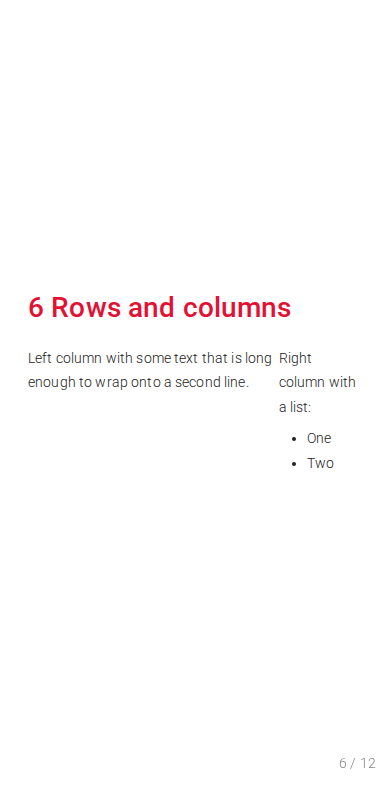 6 Rows and columns
Left column with some text that is long
enough to wrap onto a second line.
Right
column with
a list:
• One
• Two
6 / 12